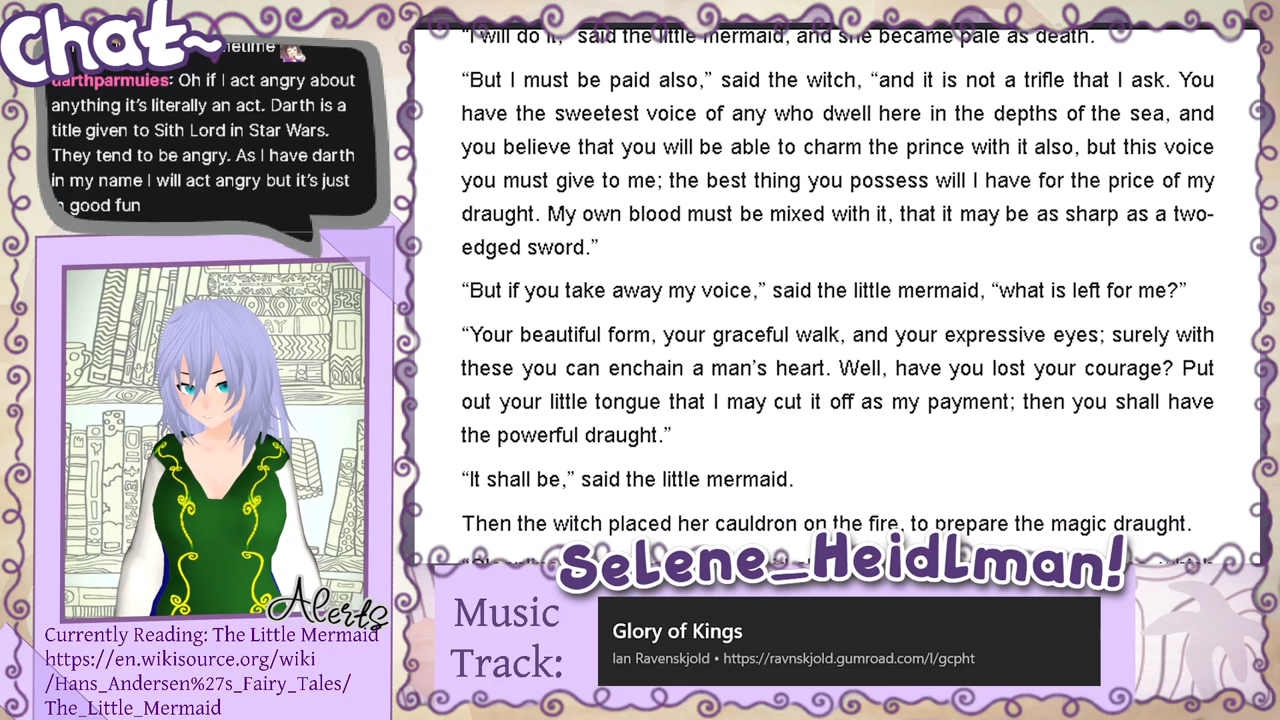 Chat~
darthparmuies: Oh if I act angry about
anything it's literally an act. Darth is a
title given to Sith Lord in Star Wars.
They tend to be angry. As I have darth
in my name I will act angry but it's just
good fun
Alerts
Currently Reading: The Little Mermaid
https://en.wikisource.org/wiki
/Hans_Andersen%27s_Fairy_Tales/
The_Little_Mermaid
“I will do it,” said the little mermaid, and she became pale as death.
“But I must be paid also,” said the witch, “and it is not a trifle that I ask. You
have the sweetest voice of any who dwell here in the depths of the sea, and
you believe that you will be able to charm the prince with it also, but this voice
you must give to me; the best thing you possess will I have for the price of my
draught. My own blood must be mixed with it, that it may be as sharp as a two-
edged sword.”
“But if you take away my voice,” said the little mermaid, “what is left for me?”
“Your beautiful form, your graceful walk, and your expressive eyes; surely with
these you can enchain a man’s heart. Well, have you lost your courage? Put
out your little tongue that I may cut it off as my payment; then you shall have
the powerful draught.”
“It shall be,” said the little mermaid.
Then the witch placed her cauldron on the fire, to prepare the magic draught.
Selene_Heidlman!
Music
Track:
Glory of Kings
Ian Ravenskjold • https://ravnskjold.gumroad.com/l/gcpht